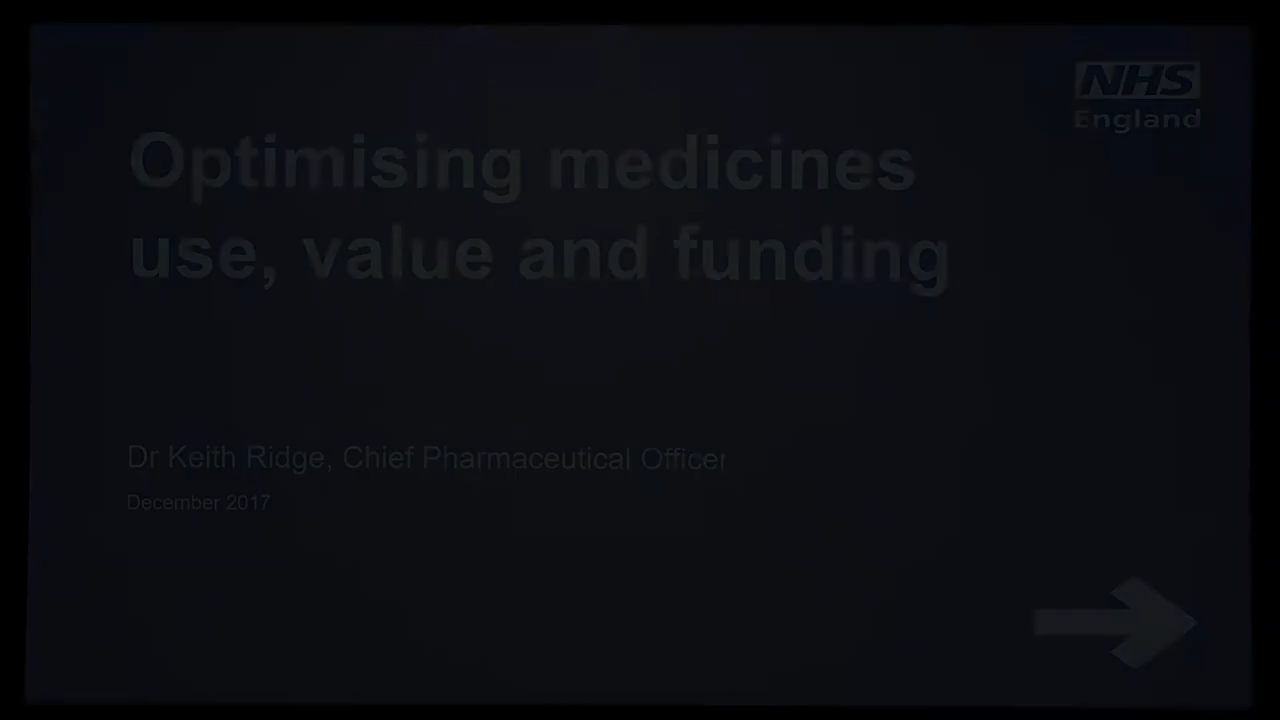 NHS
England
Optimising medicines
use, value and funding
Dr Keith Ridge, Chief Pharmaceutical Officer
December 2017